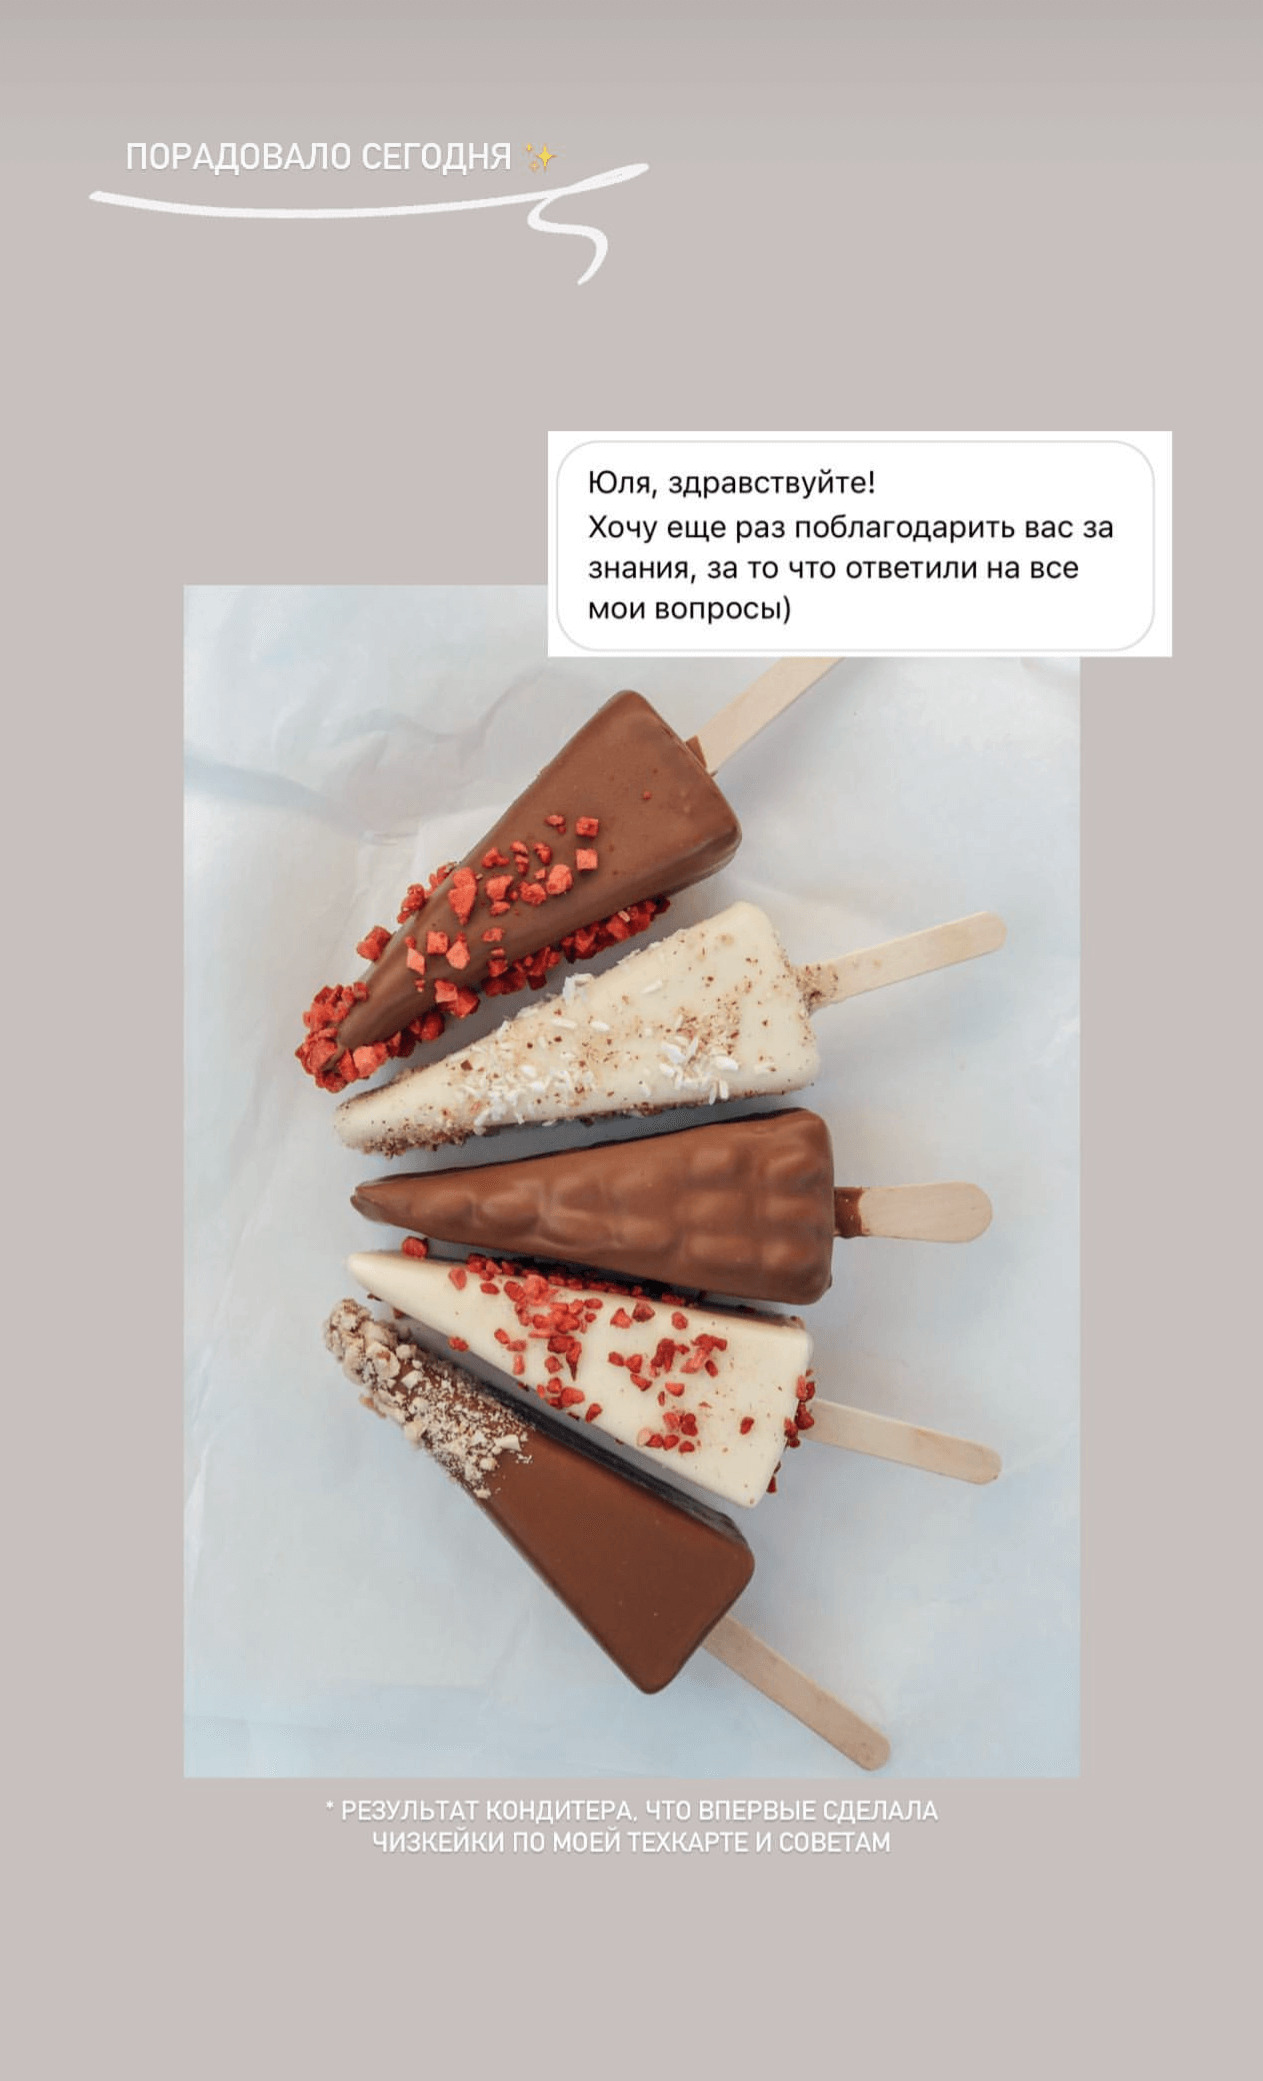 ПОРАДОВАЛО СЕГОДНЯ ✨
Юля, здравствуйте!
Хочу еще раз поблагодарить вас за
знания, за то что ответили на все
мои вопросы)
* РЕЗУЛЬТАТ КОНДИТЕРА, ЧТО ВПЕРВЫЕ СДЕЛАЛА
ЧИЗКЕЙКИ ПО МОЕЙ ТЕХКАРТЕ И СОВЕТАМ